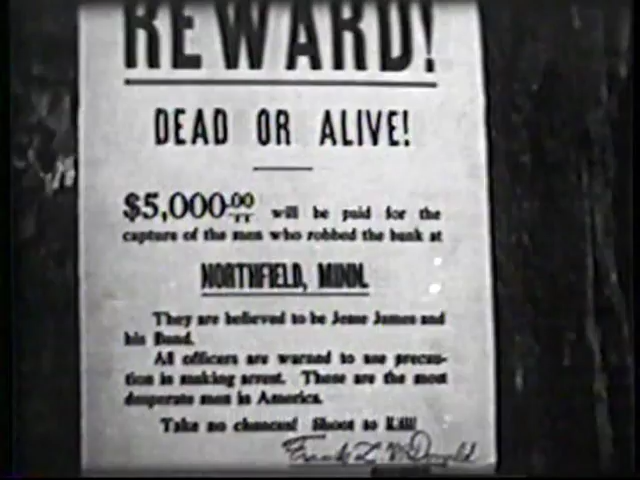 REWARD!
DEAD OR ALIVE!
$5,000.00 will be paid for the
capture of the men who robbed the bank at
NORTHFIELD, MINN.
They are believed to be Jesse James and
his Band.
All officers are warned to use precau-
tion in making arrest. These are the most
desperate men in America.
Take no chances! Shoot to Kill!
Frank L. McDonald